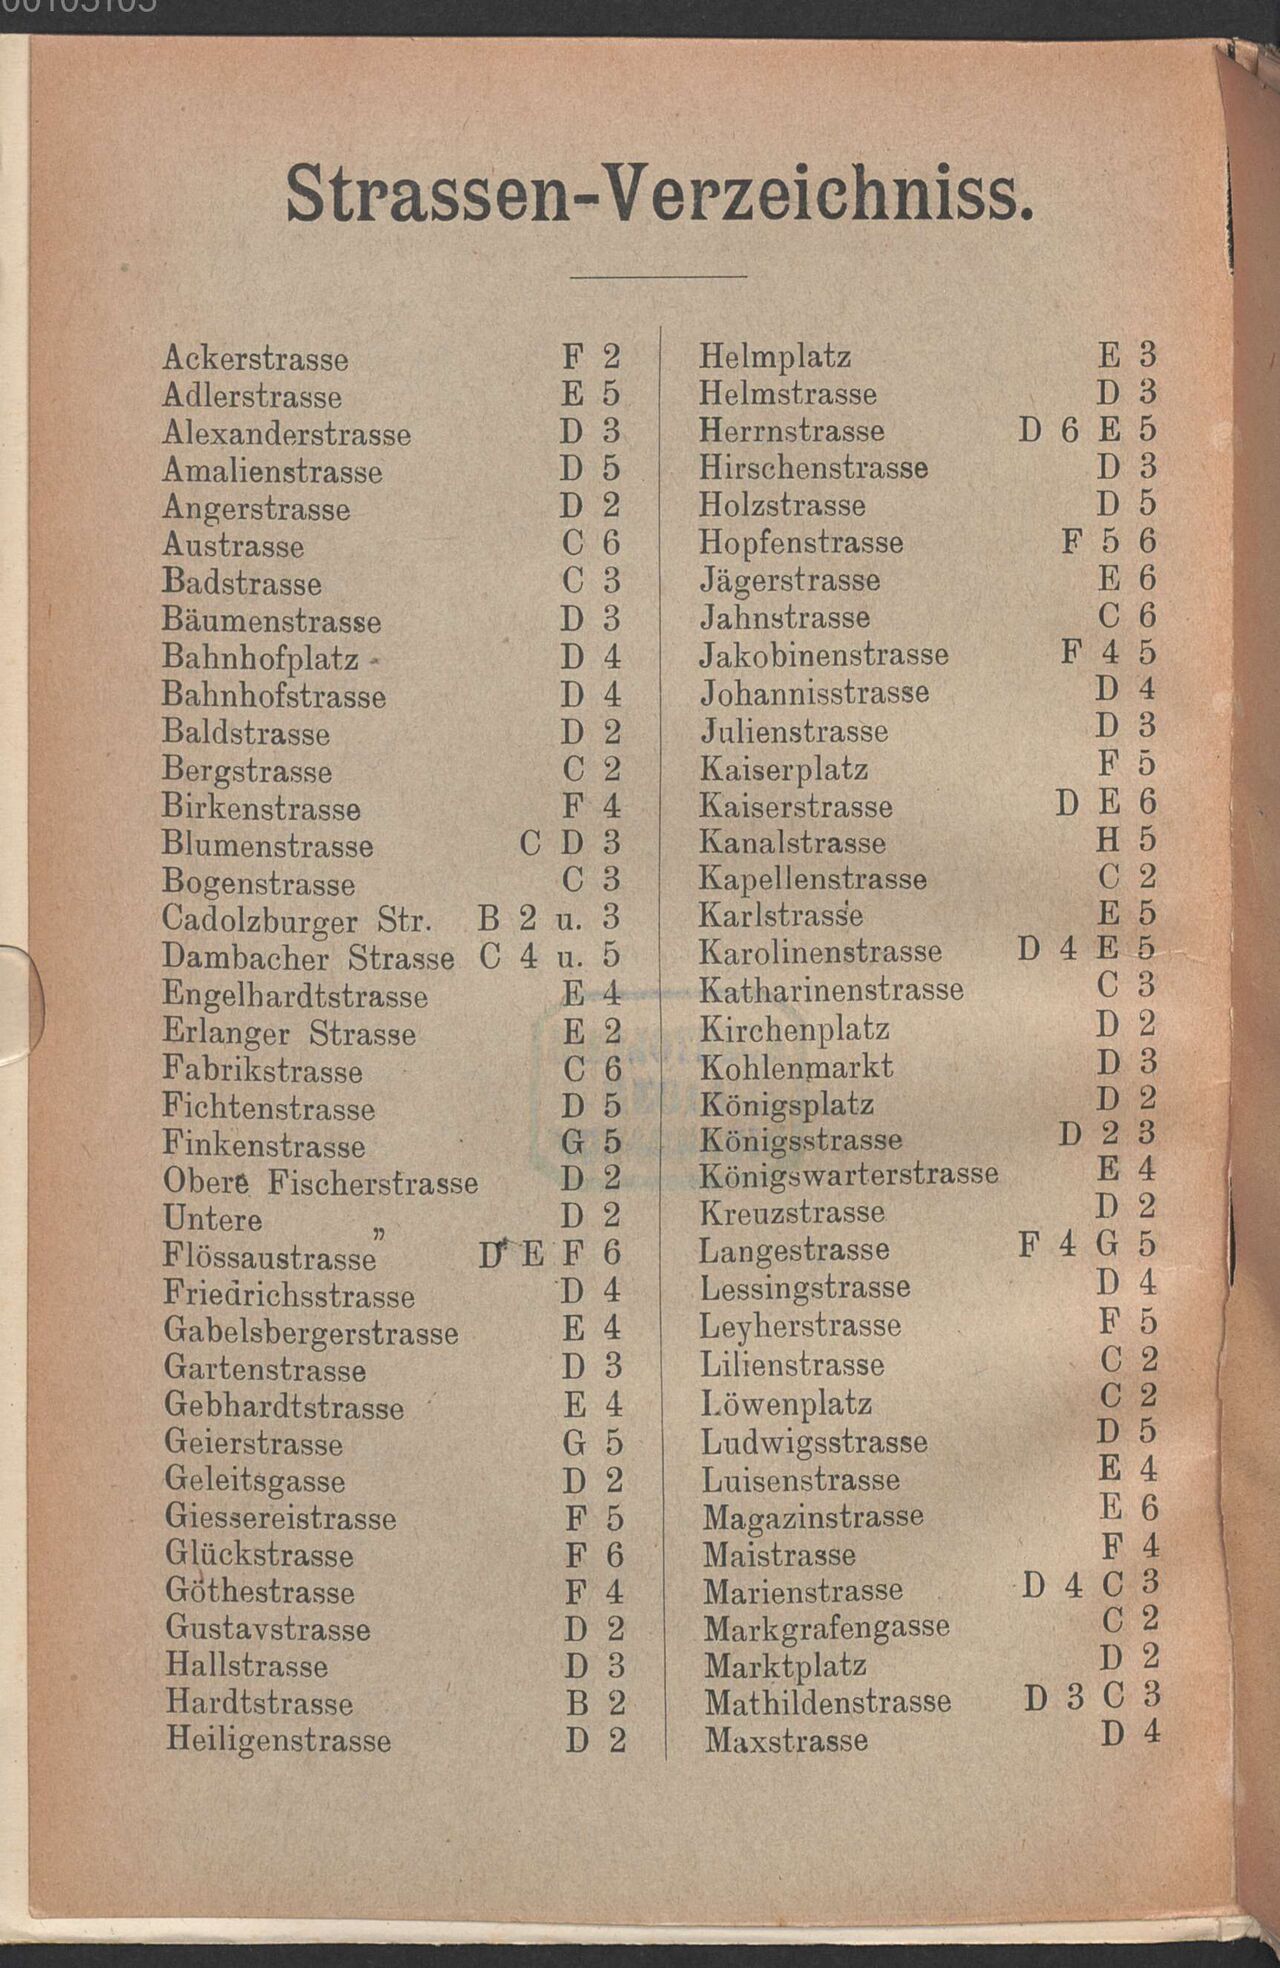 00103103
Strassen-Verzeichniss.
Ackerstrasse F 2
Adlerstrasse E 5
Alexanderstrasse D 3
Amalienstrasse D 5
Angerstrasse D 2
Austrasse C 6
Badstrasse C 3
Bäumenstrasse D 3
Bahnhofplatz D 4
Bahnhofstrasse D 4
Baldstrasse D 2
Bergstrasse C 2
Birkenstrasse F 4
Blumenstrasse C D 3
Bogenstrasse C 3
Cadolzburger Str. B 2 u. 3
Dambacher Strasse C 4 u. 5
Engelhardtstrasse E 4
Erlanger Strasse E 2
Fabrikstrasse C 6
Fichtenstrasse D 5
Finkenstrasse G 5
Obere Fischerstrasse D 2
Untere „ D 2
Flössaustrasse D E F 6
Friedrichsstrasse D 4
Gabelsbergerstrasse E 4
Gartenstrasse D 3
Gebhardtstrasse E 4
Geierstrasse G 5
Geleitsgasse D 2
Giessereistrasse F 5
Glückstrasse F 6
Göthestrasse F 4
Gustavstrasse D 2
Hallstrasse D 3
Hardtstrasse B 2
Heiligenstrasse D 2
Helmplatz E 3
Helmstrasse D 3
Herrnstrasse D 6 E 5
Hirschenstrasse D 3
Holzstrasse D 5
Hopfenstrasse F 5 6
Jägerstrasse E 6
Jahnstrasse C 6
Jakobinenstrasse F 4 5
Johannisstrasse D 4
Julienstrasse D 3
Kaiserplatz F 5
Kaiserstrasse D E 6
Kanalstrasse H 5
Kapellenstrasse C 2
Karlstrasse E 5
Karolinenstrasse D 4 E 5
Katharinenstrasse C 3
Kirchenplatz D 2
Kohlenmarkt D 3
Königsplatz D 2
Königsstrasse D 2 3
Königswarterstrasse E 4
Kreuzstrasse D 2
Langestrasse F 4 G 5
Lessingstrasse D 4
Leyherstrasse F 5
Lilienstrasse C 2
Löwenplatz C 2
Ludwigsstrasse D 5
Luisenstrasse E 4
Magazinstrasse E 6
Maistrasse F 4
Marienstrasse D 4 C 3
Markgrafengasse C 2
Marktplatz D 2
Mathildenstrasse D 3 C 3
Maxstrasse D 4